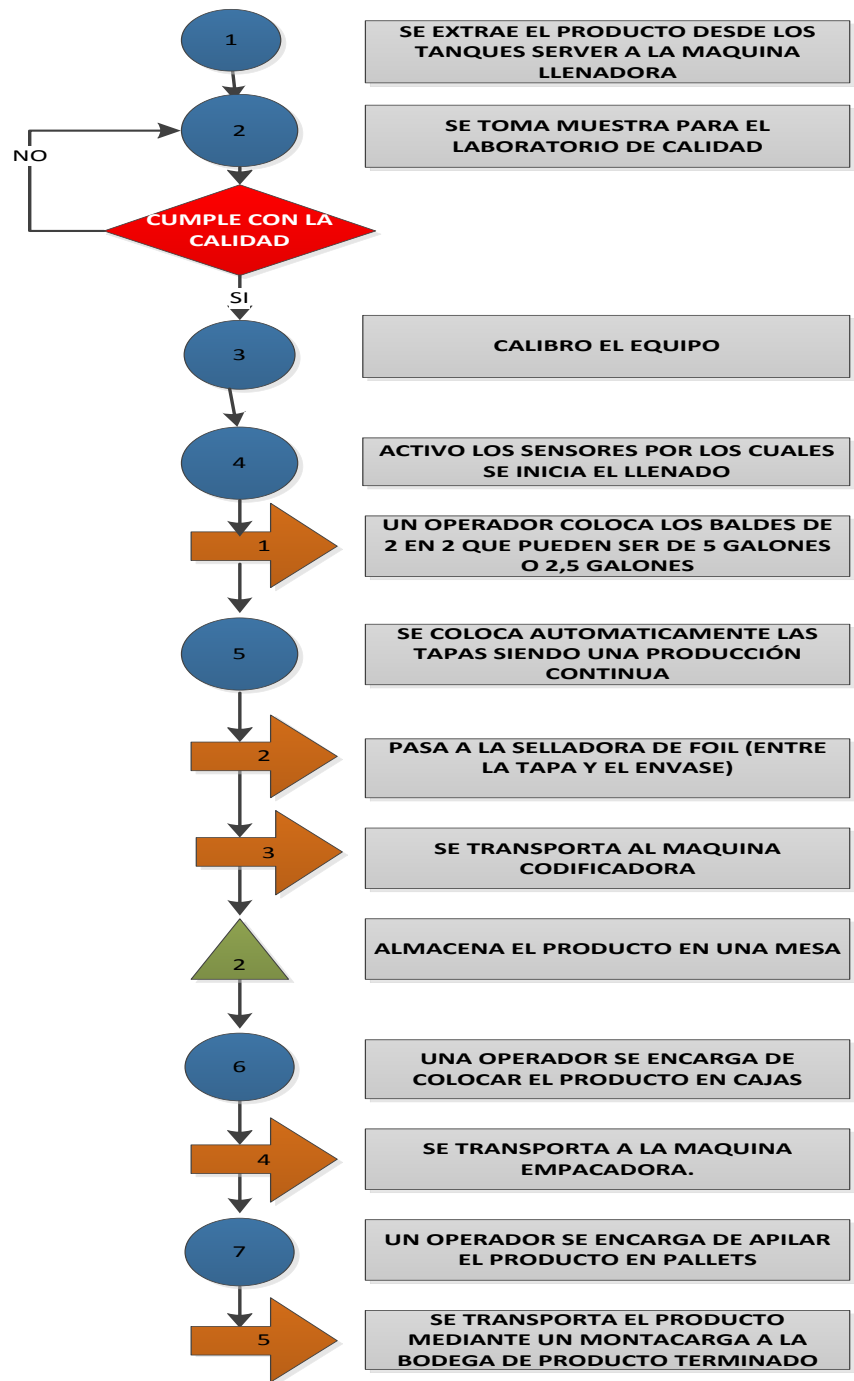 1
SE EXTRAE EL PRODUCTO DESDE LOS
TANQUES SERVER A LA MAQUINA
LLENADORA
2
SE TOMA MUESTRA PARA EL
LABORATORIO DE CALIDAD
NO
CUMPLE CON LA
CALIDAD
SI
3
CALIBRO EL EQUIPO
4
ACTIVO LOS SENSORES POR LOS CUALES
SE INICIA EL LLENADO
1
UN OPERADOR COLOCA LOS BALDES DE
2 EN 2 QUE PUEDEN SER DE 5 GALONES
O 2,5 GALONES
5
SE COLOCA AUTOMATICAMENTE LAS
TAPAS SIENDO UNA PRODUCCIÓN
CONTINUA
2
PASA A LA SELLADORA DE FOIL (ENTRE
LA TAPA Y EL ENVASE)
3
SE TRANSPORTA AL MAQUINA
CODIFICADORA
2
ALMACENA EL PRODUCTO EN UNA MESA
6
UNA OPERADOR SE ENCARGA DE
COLOCAR EL PRODUCTO EN CAJAS
4
SE TRANSPORTA A LA MAQUINA
EMPACADORA.
7
UN OPERADOR SE ENCARGA DE APILAR
EL PRODUCTO EN PALLETS
5
SE TRANSPORTA EL PRODUCTO
MEDIANTE UN MONTACARGA A LA
BODEGA DE PRODUCTO TERMINADO